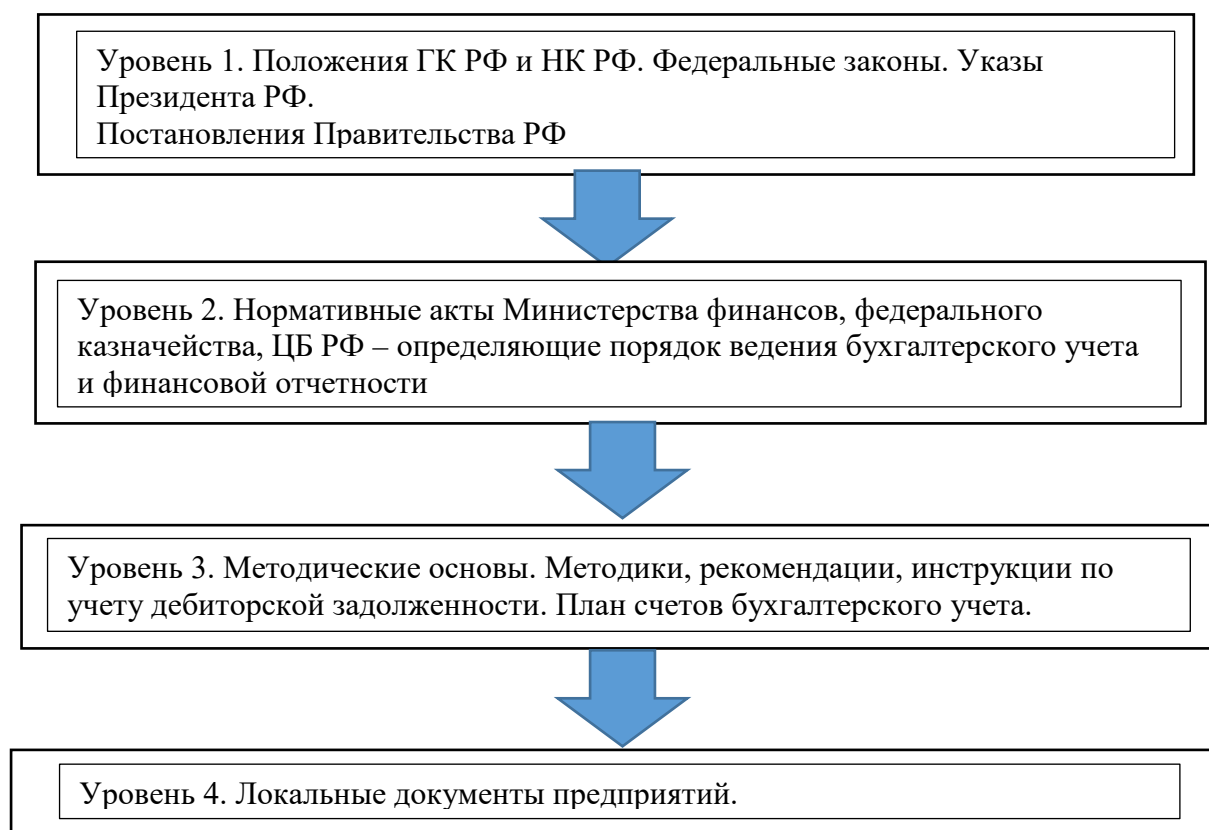 Уровень 1. Положения ГК РФ и НК РФ. Федеральные законы. Указы
Президента РФ.
Постановления Правительства РФ
Уровень 2. Нормативные акты Министерства финансов, федерального
казначейства, ЦБ РФ – определяющие порядок ведения бухгалтерского учета
и финансовой отчетности
Уровень 3. Методические основы. Методики, рекомендации, инструкции по
учету дебиторской задолженности. План счетов бухгалтерского учета.
Уровень 4. Локальные документы предприятий.